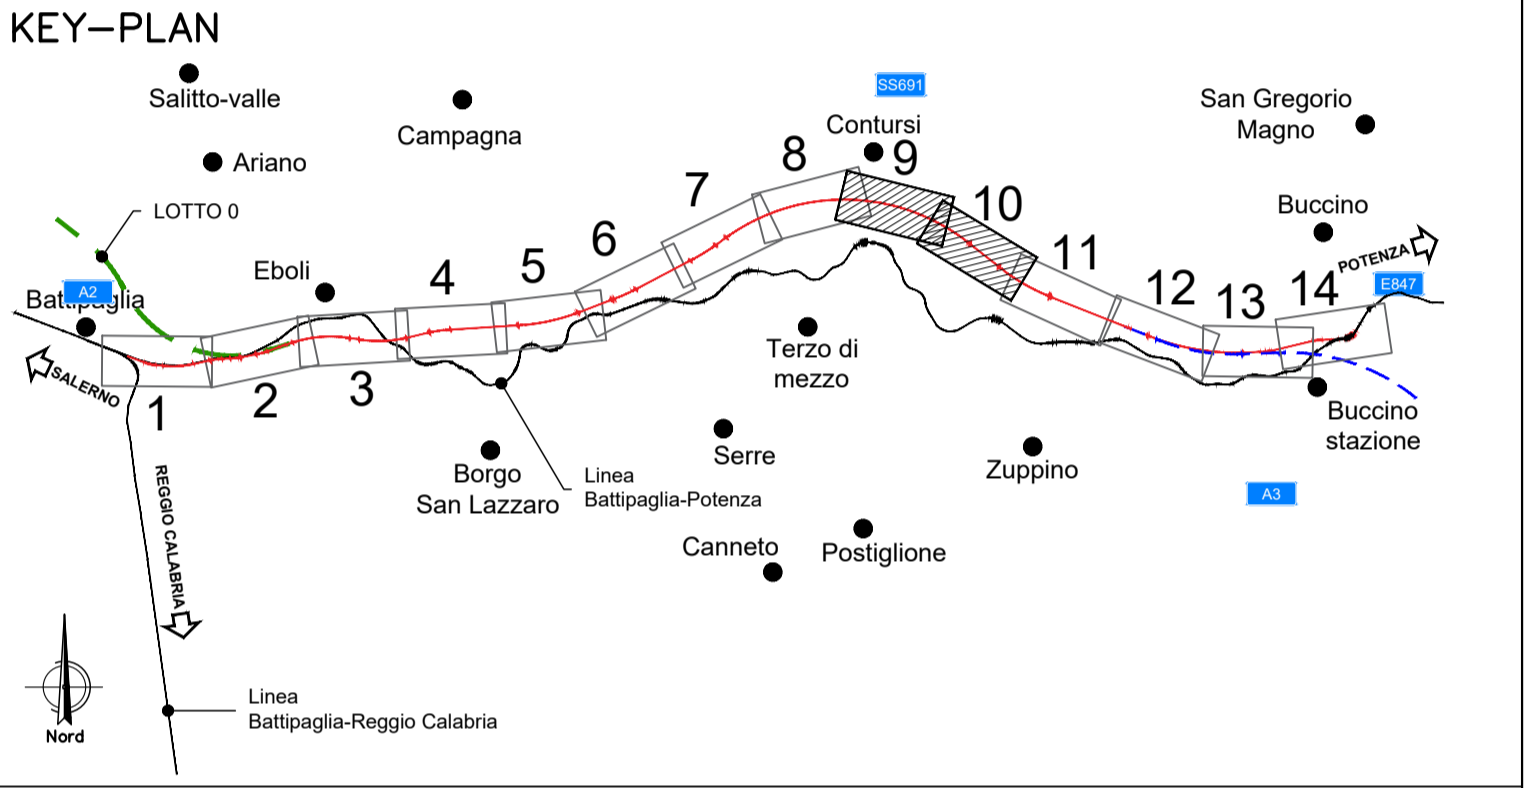 KEY-PLAN
Salitto-valle
Campagna
SS691
Contursi
San Gregorio
Magno
Ariano
LOTTO 0
8
9
7
10
Buccino
6
11
POTENZA
5
12
14
Eboli
4
13
E847
A2
Battipaglia
SALERNO
3
2
1
Terzo di
mezzo
Buccino
stazione
Serre
Borgo
San Lazzaro
Linea
Battipaglia-Potenza
Zuppino
A3
REGGIO CALABRIA
Canneto
Postiglione
Linea
Battipaglia-Reggio Calabria
Nord